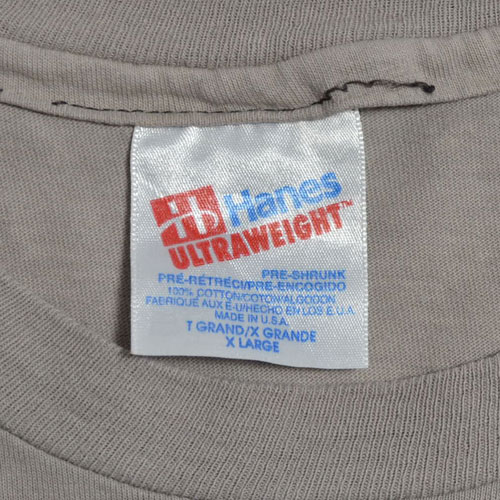 Hanes
ULTRAWEIGHT™
PRE-SHRUNK
PRÉ-RÉTRÉCI/PRE-ENCOGIDO
100% COTTON/COTON/ALGODON
FABRIQUÉ AUX É-U/HECHO EN LOS E.U.A
MADE IN U.S.A.
T GRAND/X GRANDE
X LARGE